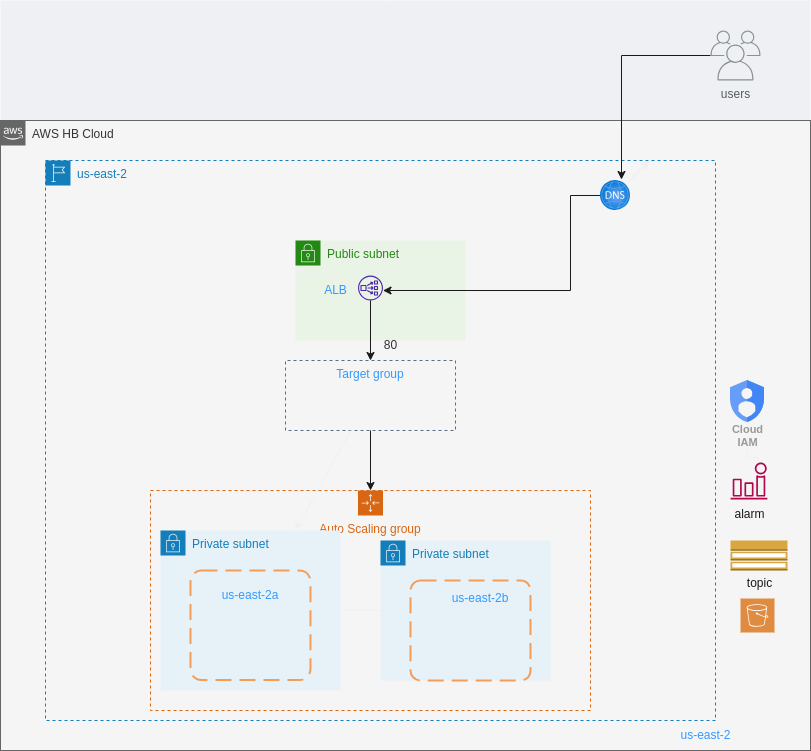 users
aws
AWS HB Cloud
us-east-2
DNS
Public subnet
ALB
80
Target group
Cloud
IAM
alarm
Auto Scaling group
Private subnet
Private subnet
us-east-2a
us-east-2b
topic
us-east-2